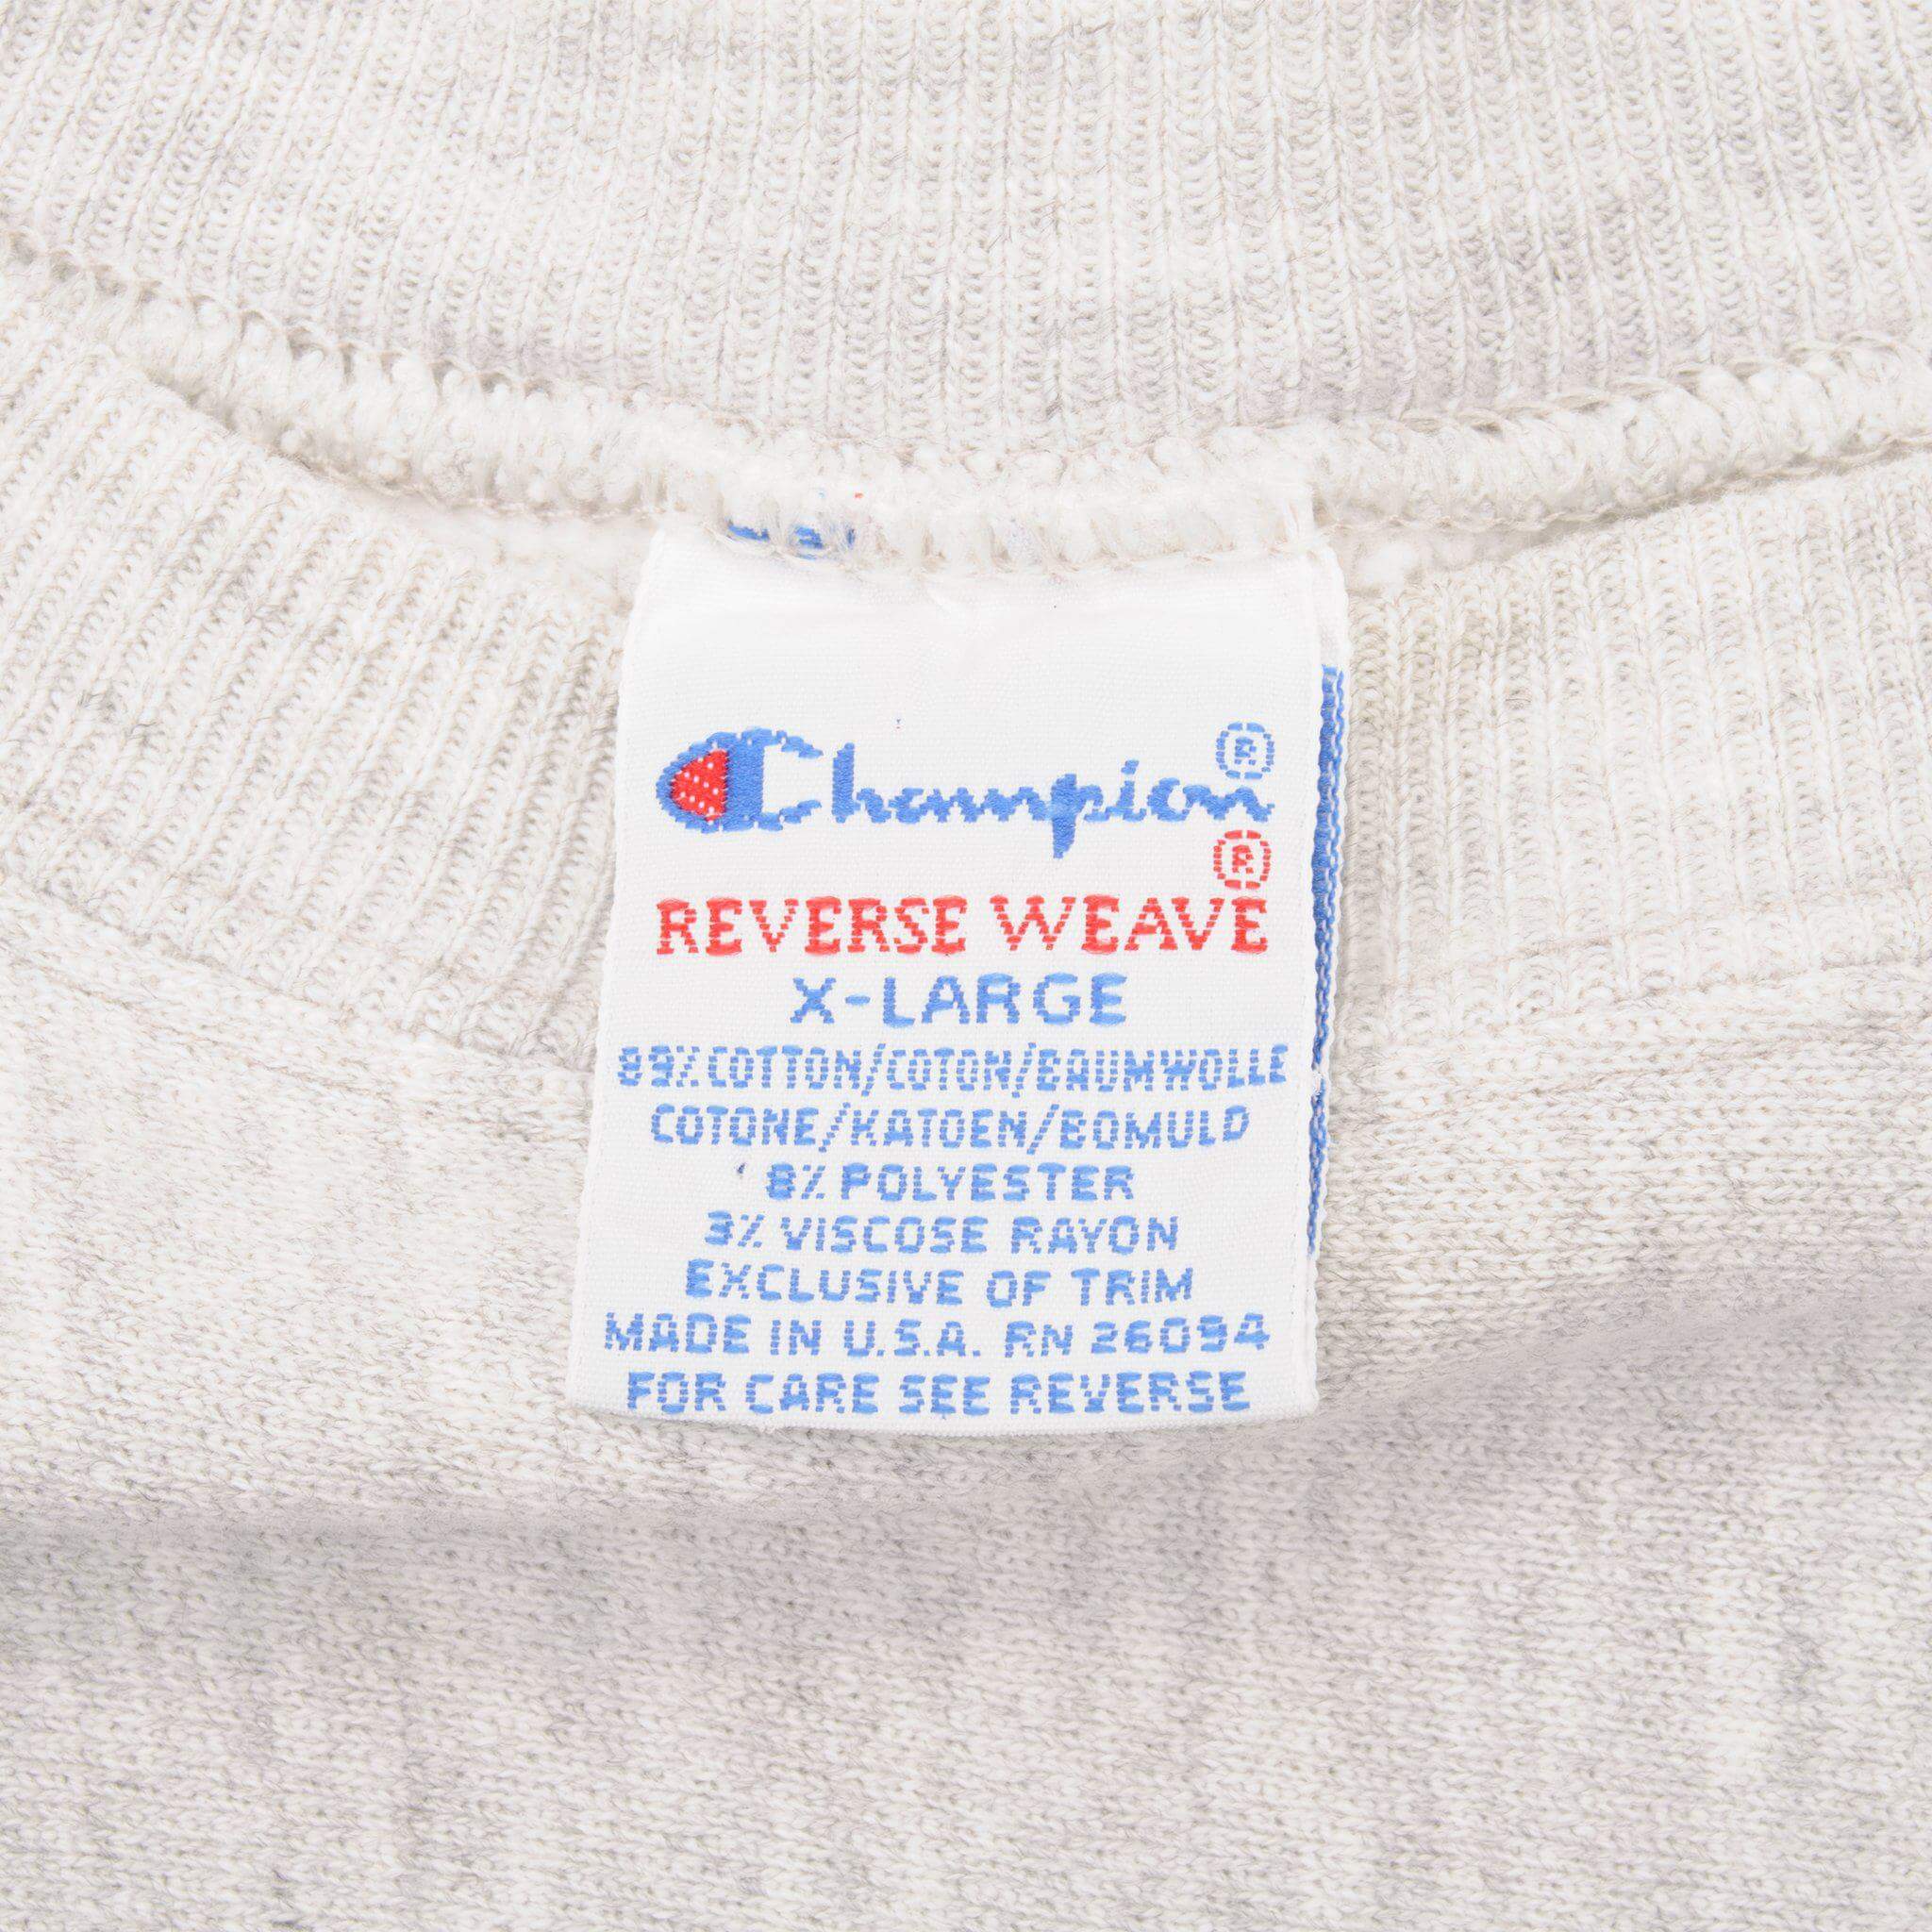 Champion®
REVERSE WEAVE®
X-LARGE
89% COTTON/COTON/BAUMWOLLE
COTONE/KATOEN/BOMULD
8% POLYESTER
3% VISCOSE RAYON
EXCLUSIVE OF TRIM
MADE IN U.S.A. RN 26094
FOR CARE SEE REVERSE